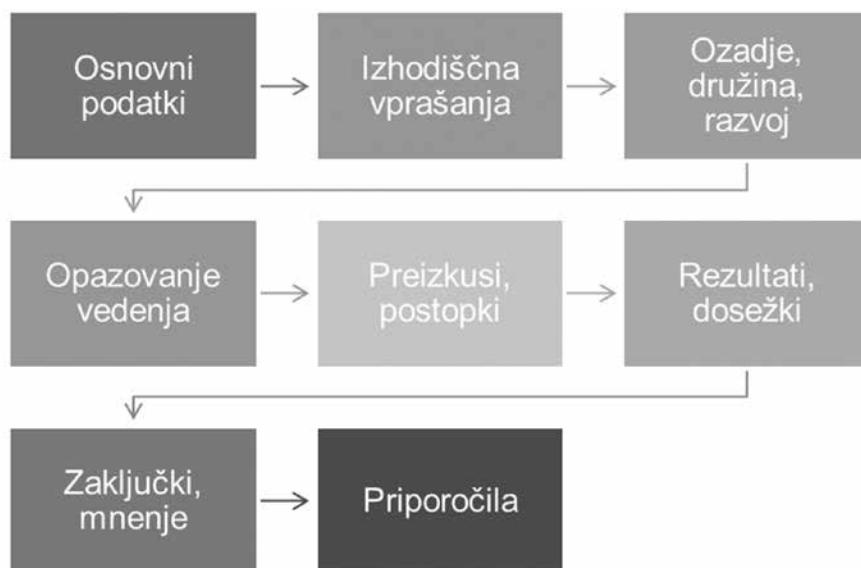 Osnovni
podatki
Izhodiščna
vprašanja
Ozadje,
družina,
razvoj
Opazovanje
vedenja
Preizkusi,
postopki
Rezultati,
dosežki
Zaključki,
mnenje
Priporočila